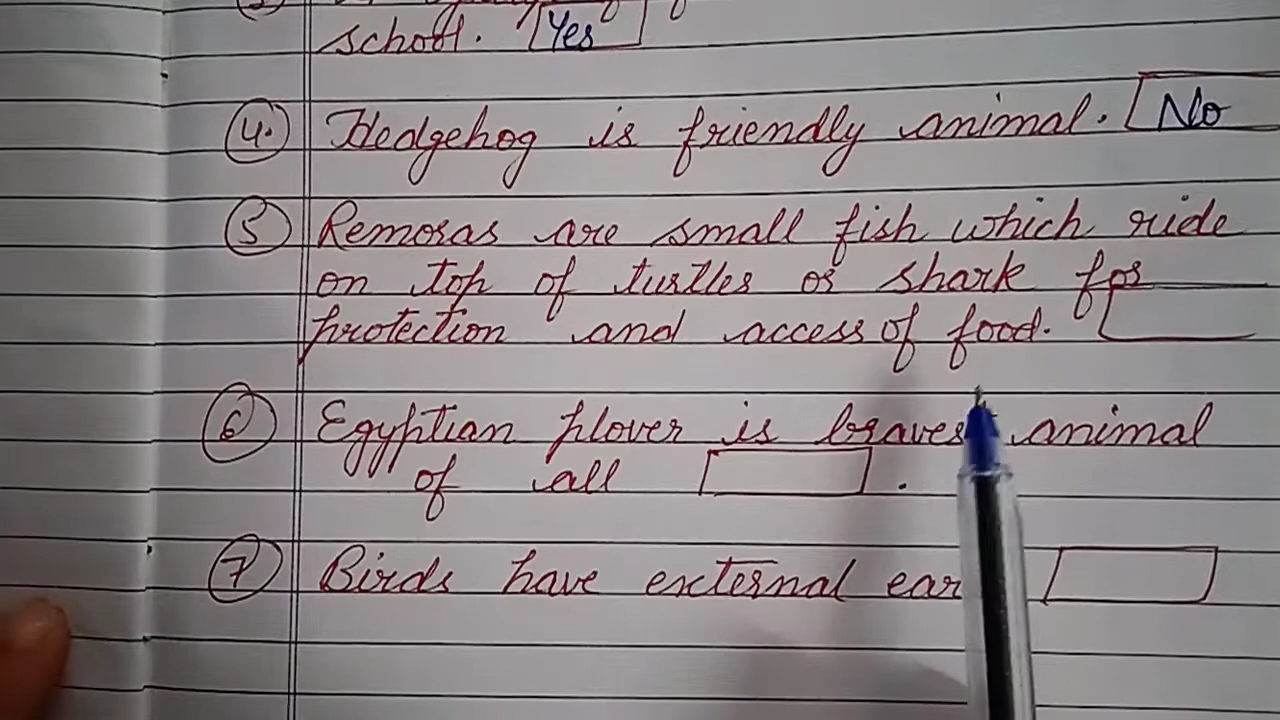 school. Yes
4. Hedgehog is friendly animal. No
5 Remoras are small fish which ride
on top of turtles or shark for
protection and access of food.
6 Egyptian plover is braves animal
of all .
7 Birds have external ear